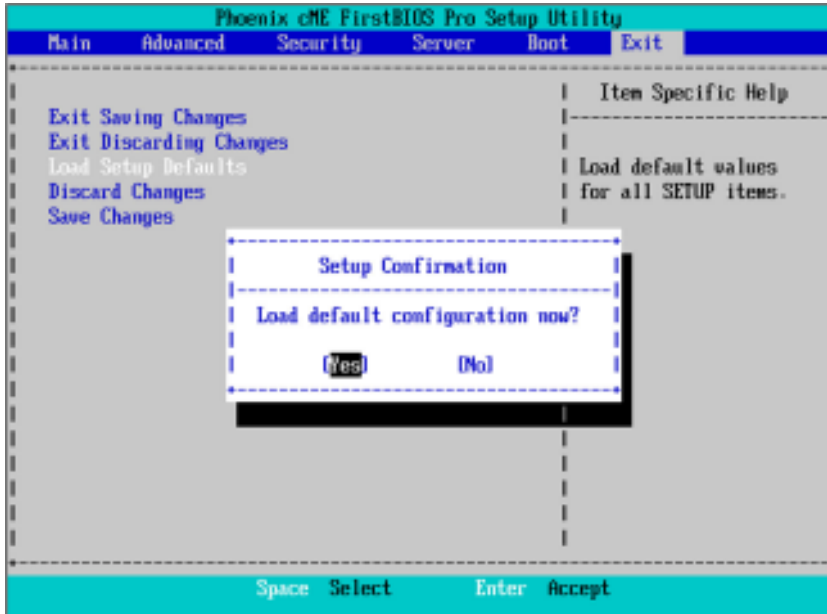 Phoenix cME FirstBIOS Pro Setup Utility
Main Advanced Security Server Boot Exit
Item Specific Help
Exit Saving Changes
Exit Discarding Changes
Load Setup Defaults
Discard Changes
Save Changes
Load default values
for all SETUP items.
Setup Confirmation
Load default configuration now?
[Yes] [No]
Space Select Enter Accept